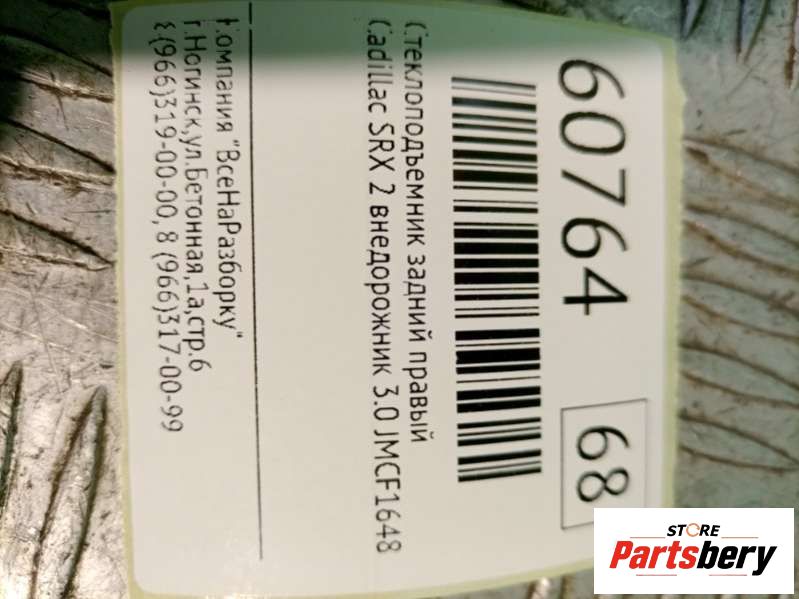 60764 68
Стеклоподъемник задний правый
Cadillac SRX 2 внедорожник 3.0 JMCF1648
Компания "ВсеНаРазборку"
г.Ногинск,ул.Бетонная,1а,стр.6
8(966)319-00-00, 8 (966)317-00-99
STORE
Partsbery